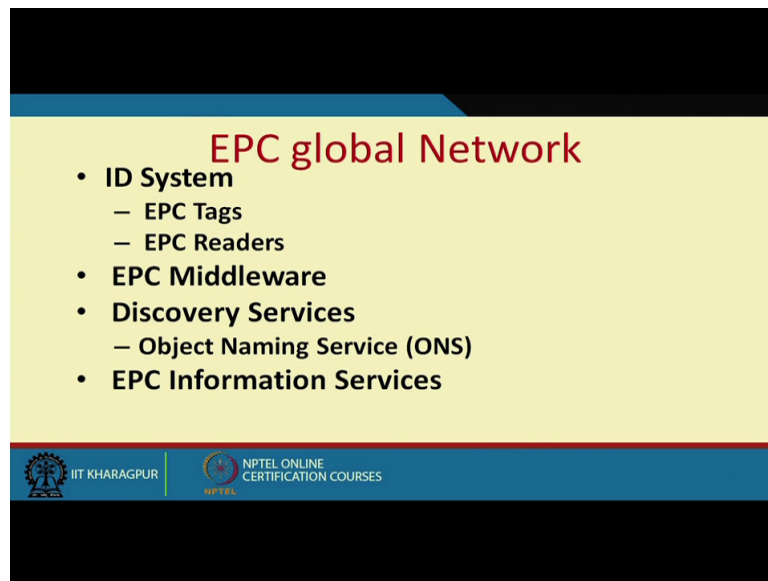 EPC global Network
• ID System
– EPC Tags
– EPC Readers
• EPC Middleware
• Discovery Services
– Object Naming Service (ONS)
• EPC Information Services
IIT KHARAGPUR
NPTEL
NPTEL ONLINE
CERTIFICATION COURSES